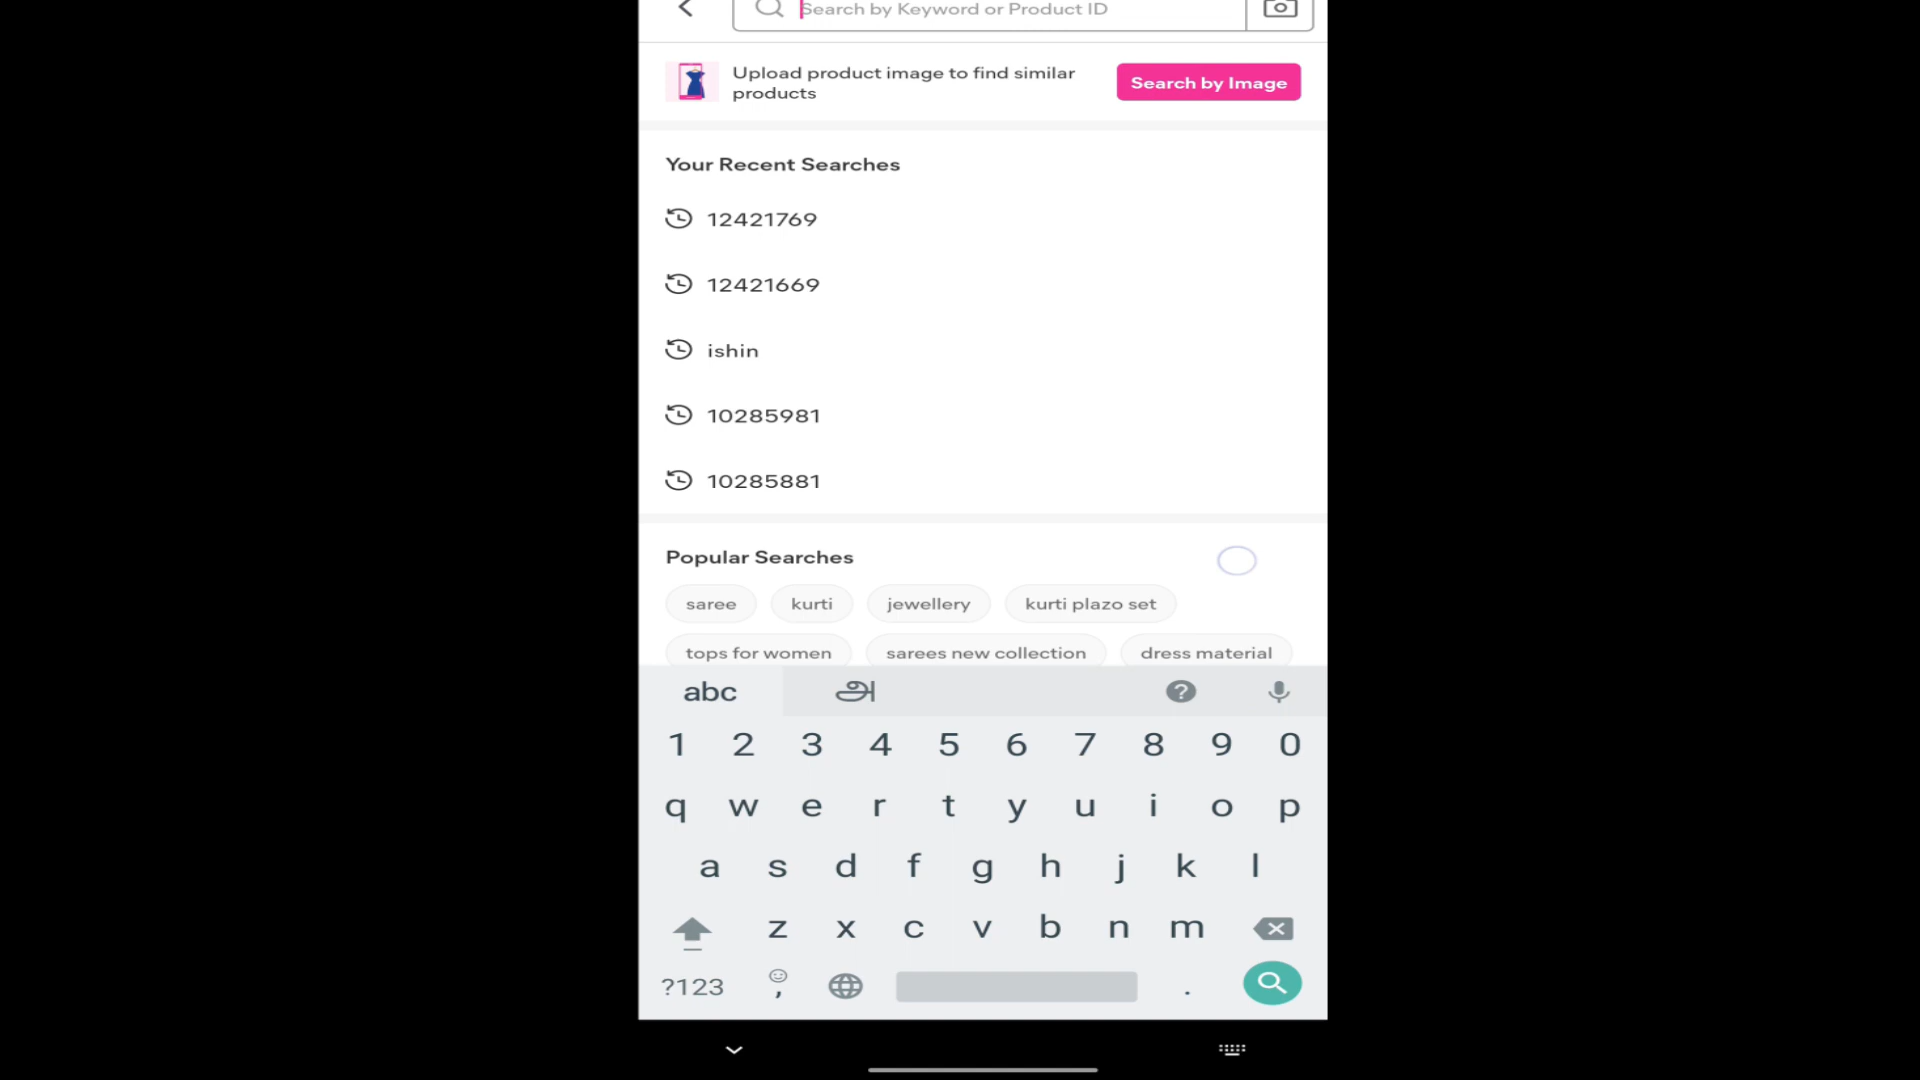 Search by Keyword or Product ID
Upload product image to find similar
products
Search by Image
Your Recent Searches
12421769
12421669
ishin
10285981
10285881
Popular Searches
saree kurti jewellery kurti plazo set
tops for women sarees new collection dress material
abc அ ?
1 2 3 4 5 6 7 8 9 0
q w e r t y u i o p
a s d f g h j k l
z x c v b n m
?123 , .